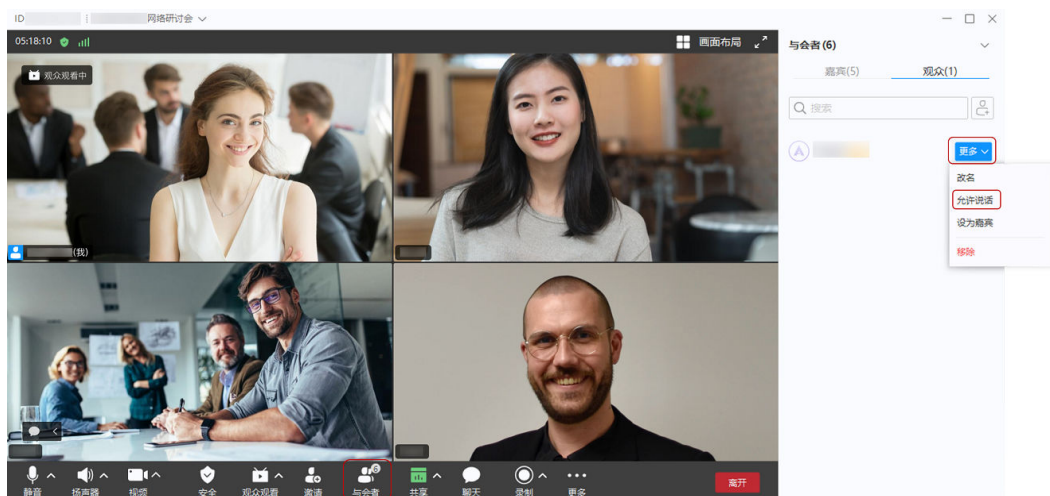 ID
网络研讨会
05:18:10
画面布局
观众观看中
(我)
静音
扬声器
视频
安全
观众观看
邀请
6
与会者
共享
聊天
录制
更多
离开
与会者(6)
嘉宾(5)
观众(1)
搜索
更多
改名
允许说话
设为嘉宾
移除